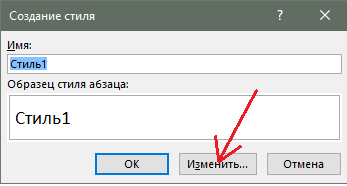 Создание стиля
? ×
Имя:
Стиль1
Образец стиля абзаца:
Стиль1
ОК Изменить... Отмена